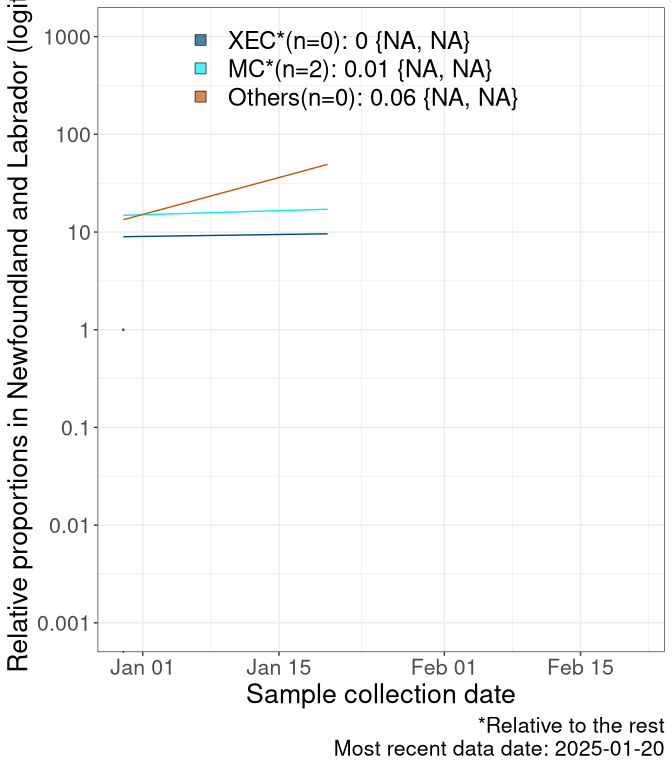 Relative proportions in Newfoundland and Labrador (logit
1000
100
10
1
0.1
0.01
0.001
XEC*(n=0): 0 {NA, NA}
MC*(n=2): 0.01 {NA, NA}
Others(n=0): 0.06 {NA, NA}
Jan 01
Jan 15
Feb 01
Feb 15
Sample collection date
*Relative to the rest
Most recent data date: 2025-01-20